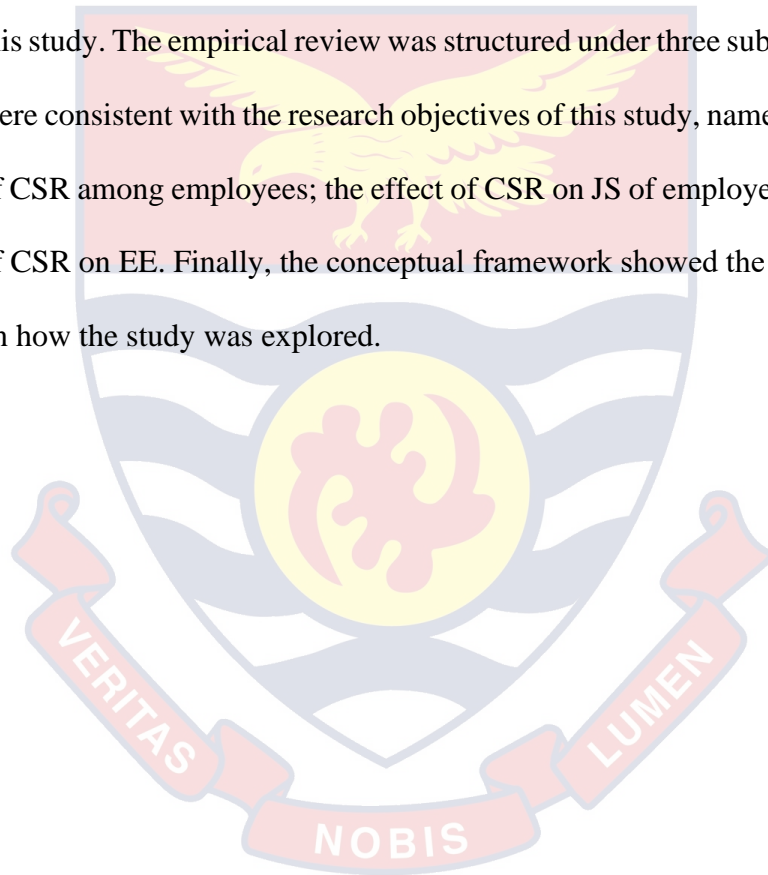 is study. The empirical review was structured under three sub
ere consistent with the research objectives of this study, name
f CSR among employees; the effect of CSR on JS of employe
f CSR on EE. Finally, the conceptual framework showed the
n how the study was explored.
VERITAS
NOBIS
LUMEN